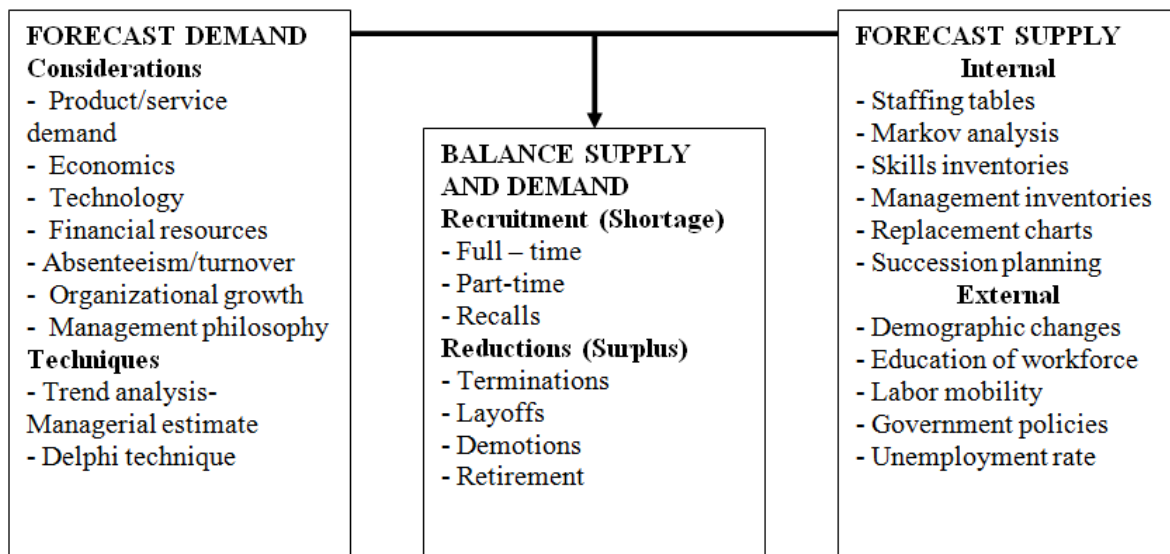 FORECAST DEMAND
Considerations
- Product/service
demand
- Economics
- Technology
- Financial resources
- Absenteeism/turnover
- Organizational growth
- Management philosophy
Techniques
- Trend analysis-
Managerial estimate
- Delphi technique
BALANCE SUPPLY
AND DEMAND
Recruitment (Shortage)
- Full – time
- Part-time
- Recalls
Reductions (Surplus)
- Terminations
- Layoffs
- Demotions
- Retirement
FORECAST SUPPLY
Internal
- Staffing tables
- Markov analysis
- Skills inventories
- Management inventories
- Replacement charts
- Succession planning
External
- Demographic changes
- Education of workforce
- Labor mobility
- Government policies
- Unemployment rate